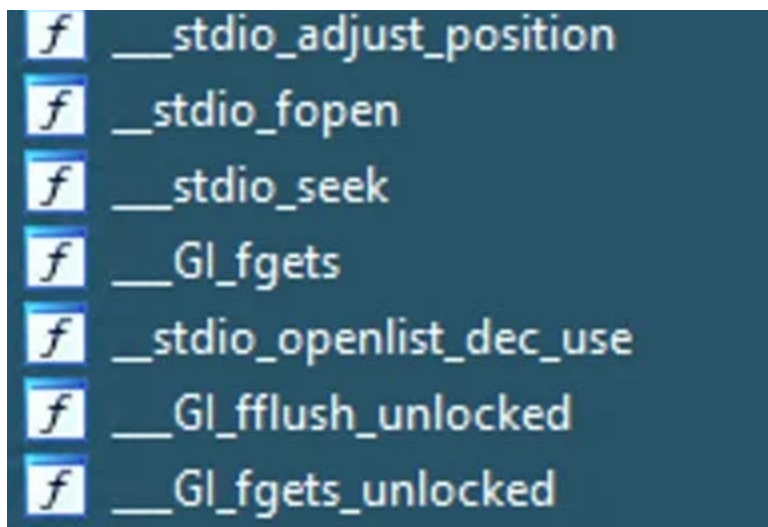 f ___stdio_adjust_position
f __stdio_fopen
f ___stdio_seek
f ___GI_fgets
f __stdio_openlist_dec_use
f ___GI_fflush_unlocked
f ___GI_fgets_unlocked